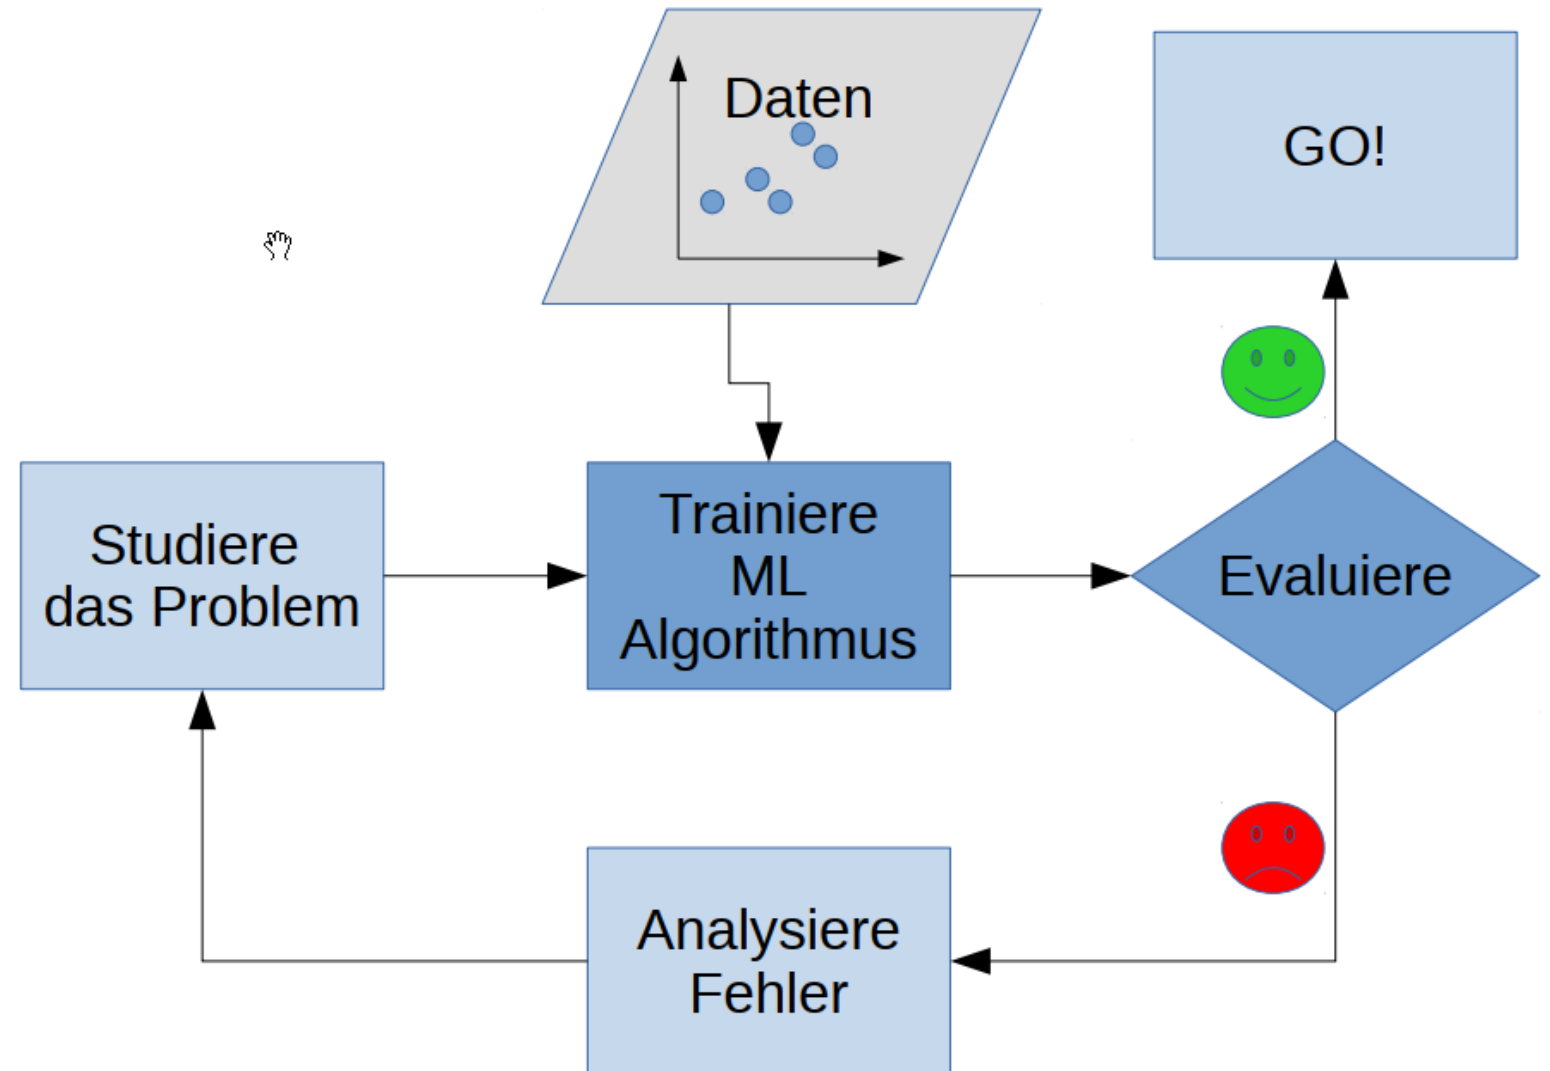 Daten
GO!
Studiere
das Problem
Trainiere
ML
Algorithmus
Evaluiere
Analysiere
Fehler